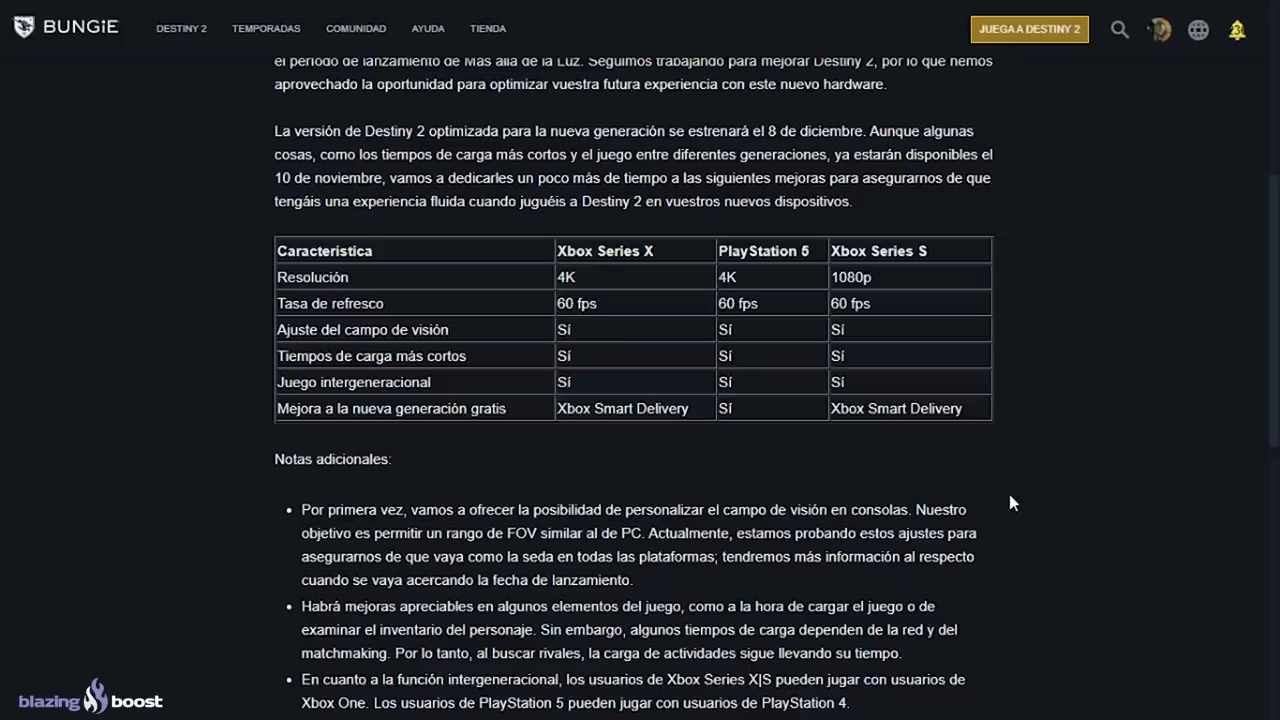 BUNGiE DESTINY 2 TEMPORADAS COMUNIDAD AYUDA TIENDA JUEGA A DESTINY 2 3
el período de lanzamiento de Más allá de la Luz. Seguimos trabajando para mejorar Destiny 2, por lo que hemos
aprovechado la oportunidad para optimizar vuestra futura experiencia con este nuevo hardware.
La versión de Destiny 2 optimizada para la nueva generación se estrenará el 8 de diciembre. Aunque algunas
cosas, como los tiempos de carga más cortos y el juego entre diferentes generaciones, ya estarán disponibles el
10 de noviembre, vamos a dedicarles un poco más de tiempo a las siguientes mejoras para asegurarnos de que
tengáis una experiencia fluida cuando juguéis a Destiny 2 en vuestros nuevos dispositivos.
Característica Xbox Series X PlayStation 5 Xbox Series S
Resolución 4K 4K 1080p
Tasa de refresco 60 fps 60 fps 60 fps
Ajuste del campo de visión Sí Sí Sí
Tiempos de carga más cortos Sí Sí Sí
Juego intergeneracional Sí Sí Sí
Mejora a la nueva generación gratis Xbox Smart Delivery Sí Xbox Smart Delivery
Notas adicionales:
• Por primera vez, vamos a ofrecer la posibilidad de personalizar el campo de visión en consolas. Nuestro
objetivo es permitir un rango de FOV similar al de PC. Actualmente, estamos probando estos ajustes para
asegurarnos de que vaya como la seda en todas las plataformas; tendremos más información al respecto
cuando se vaya acercando la fecha de lanzamiento.
• Habrá mejoras apreciables en algunos elementos del juego, como a la hora de cargar el juego o de
examinar el inventario del personaje. Sin embargo, algunos tiempos de carga dependen de la red y del
matchmaking. Por lo tanto, al buscar rivales, la carga de actividades sigue llevando su tiempo.
• En cuanto a la función intergeneracional, los usuarios de Xbox Series X|S pueden jugar con usuarios de
Xbox One. Los usuarios de PlayStation 5 pueden jugar con usuarios de PlayStation 4.
blazing boost